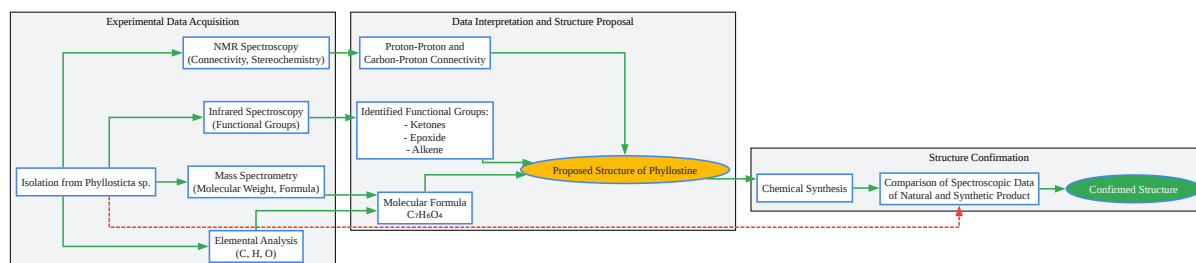 Experimental Data Acquisition
NMR Spectroscopy
(Connectivity, Stereochemistry)
Infrared Spectroscopy
(Functional Groups)
Isolation from Phyllosticta sp.
Mass Spectrometry
(Molecular Weight, Formula)
Elemental Analysis
(C, H, O)
Data Interpretation and Structure Proposal
Proton-Proton and
Carbon-Proton Connectivity
Identified Functional Groups:
- Ketones
- Epoxide
- Alkene
Molecular Formula
C₇H₆O₄
Proposed Structure of Phyllostine
Structure Confirmation
Chemical Synthesis
Comparison of Spectroscopic Data
of Natural and Synthetic Product
Confirmed Structure